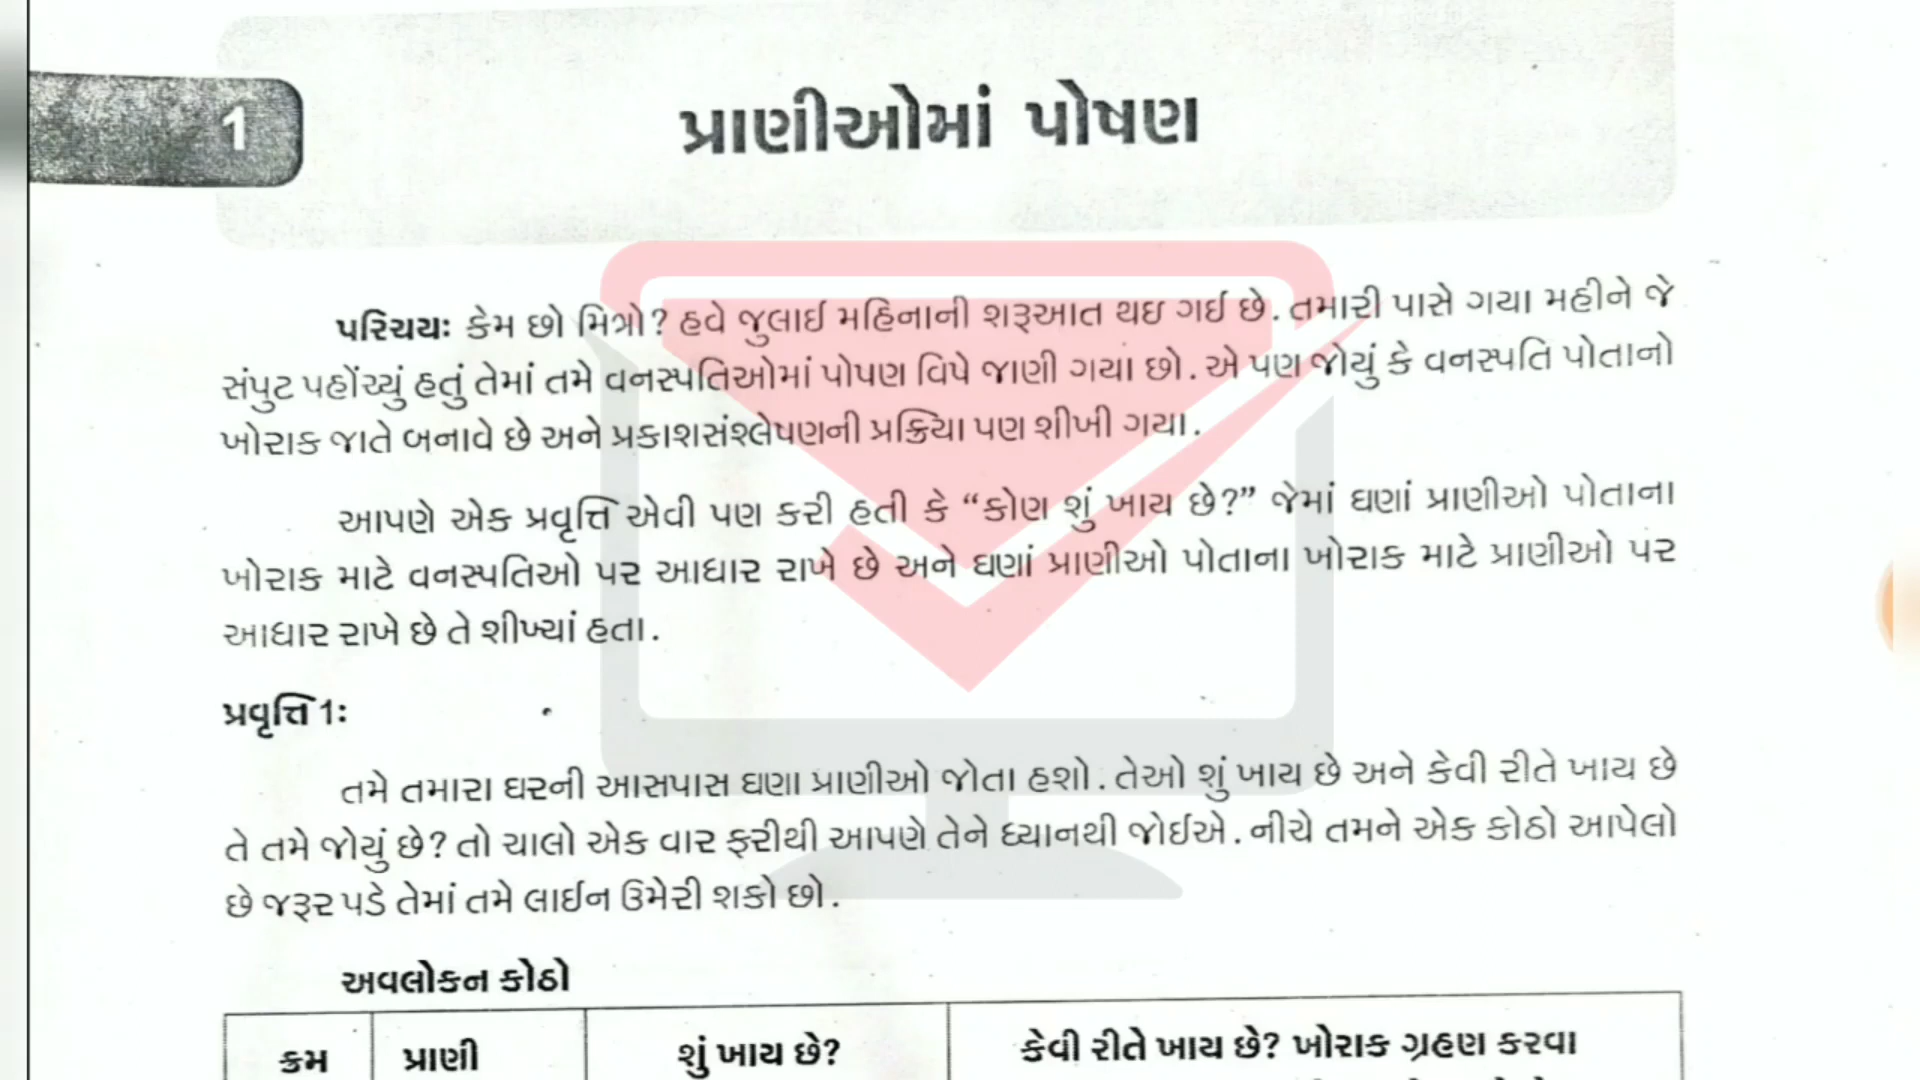 1
પ્રાણીઓમાં પોષણ
પરિચય: કેમ છો મિત્રો? હવે જુલાઈ મહિનાની શરૂઆત થઇ ગઈ છે. તમારી પાસે ગયા મહીને જે
સંપુટ પહોંચ્યું હતું તેમાં તમે વનસ્પતિઓમાં પોષણ વિષે જાણી ગયા છો. એ પણ જોયું કે વનસ્પતિ પોતાનો
ખોરાક જાતે બનાવે છે અને પ્રકાશસંશ્લેષણની પ્રક્રિયા પણ શીખી ગયા.
આપણે એક પ્રવૃત્તિ એવી પણ કરી હતી કે “કોણ શું ખાય છે?” જેમાં ઘણાં પ્રાણીઓ પોતાના
ખોરાક માટે વનસ્પતિઓ પર આધાર રાખે છે અને ઘણાં પ્રાણીઓ પોતાના ખોરાક માટે પ્રાણીઓ પર
આધાર રાખે છે તે શીખ્યાં હતા.
પ્રવૃત્તિ 1:
તમે તમારા ઘરની આસપાસ ઘણા પ્રાણીઓ જોતા હશો. તેઓ શું ખાય છે અને કેવી રીતે ખાય છે
તે તમે જોયું છે? તો ચાલો એક વાર ફરીથી આપણે તેને ધ્યાનથી જોઈએ. નીચે તમને એક કોઠો આપેલો
છે જરૂર પડે તેમાં તમે લાઈન ઉમેરી શકો છો.
અવલોકન કોઠો
ક્રમ પ્રાણી શું ખાય છે? કેવી રીતે ખાય છે? ખોરાક ગ્રહણ કરવા